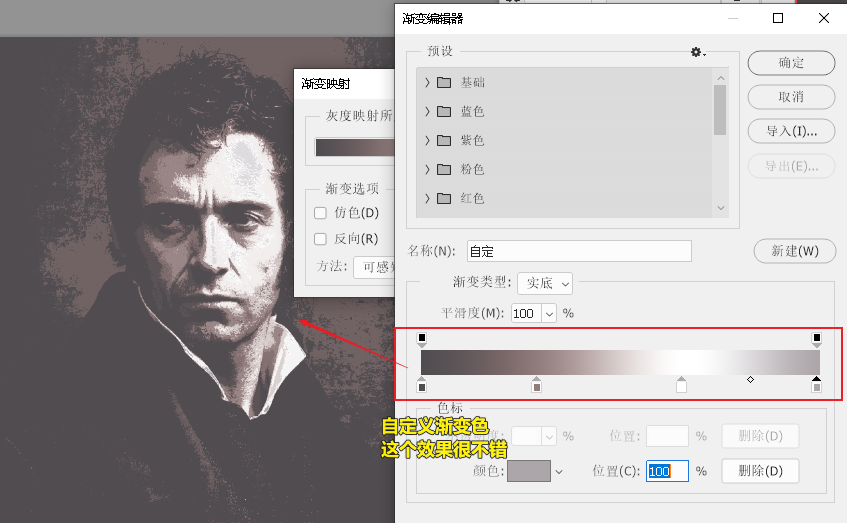 渐变编辑器
预设
基础
蓝色
紫色
粉色
红色
确定
取消
导入(I)...
导出(E)...
渐变映射
灰度映射所
渐变选项
仿色(D)
反向(R)
方法:
名称(N):
自定
新建(W)
渐变类型:
实底
平滑度(M):
100
%
色标
%
位置:
%
删除(D)
颜色:
位置(C):
100
%
删除(D)
自定义渐变色
这个效果很不错